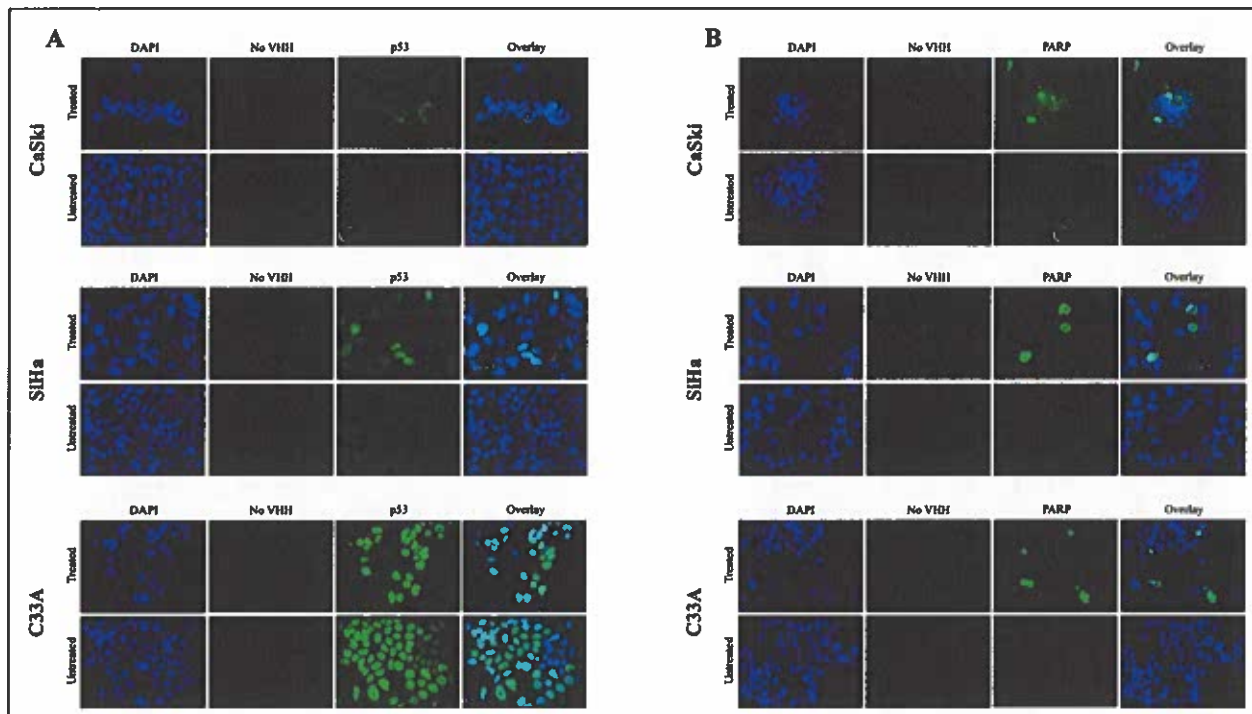 A
DAPI No VHH p53 Overlay
CaSki
Treated
Untreated
DAPI No VHH p53 Overlay
SiHa
Treated
Untreated
DAPI No VHH p53 Overlay
C33A
Treated
Untreated
B
DAPI No VHH PARP Overlay
CaSki
Treated
Untreated
DAPI No VHH PARP Overlay
SiHa
Treated
Untreated
DAPI No VHH PARP Overlay
C33A
Treated
Untreated